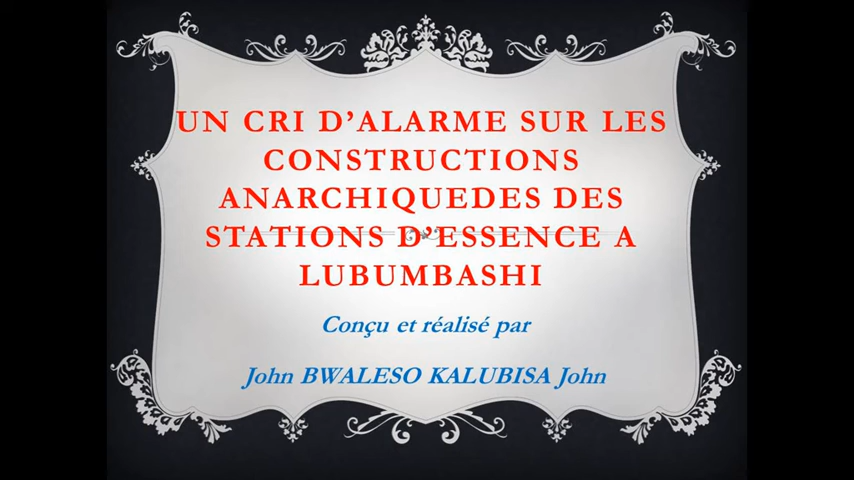 UN CRI D’ALARME SUR LES
CONSTRUCTIONS
ANARCHIQUEDES DES
STATIONS D’ESSENCE A
LUBUMBASHI
Conçu et réalisé par
John BWALESO KALUBISA John